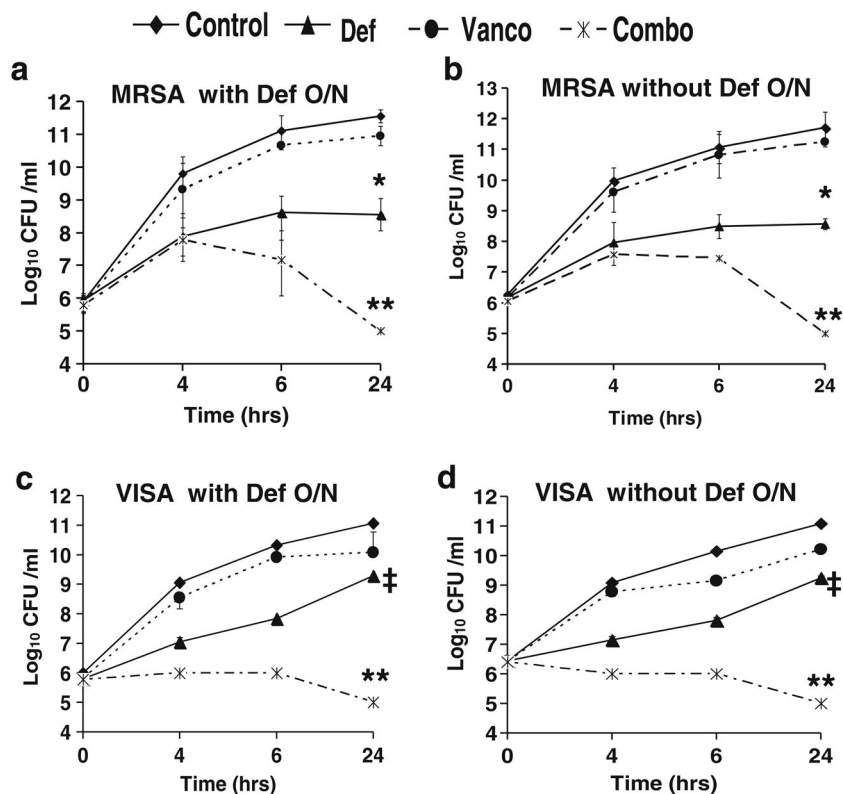 Control Def Vanco Combo
a
MRSA with Def O/N
12
11
10
9
8
7
6
5
4
Log10 CFU /ml
*
**
0 4 6 24
Time (hrs)
b
MRSA without Def O/N
13
12
11
10
9
8
7
6
5
4
Log10 CFU /ml
*
**
0 4 6 24
Time (hrs)
c
VISA with Def O/N
12
11
10
9
8
7
6
5
4
Log10 CFU /ml
‡
**
0 4 6 24
Time (hrs)
d
VISA without Def O/N
12
11
10
9
8
7
6
5
4
Log10 CFU /ml
‡
**
0 4 6 24
Time (hrs)